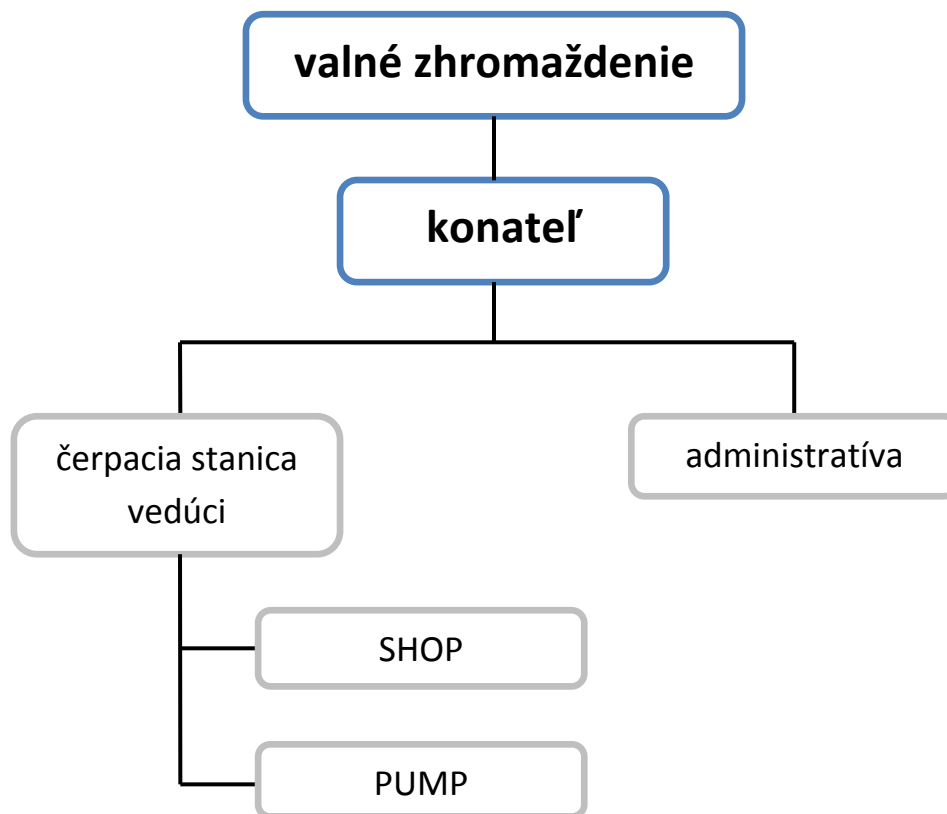 valné zhromaždenie
konateľ
čerpacia stanica
vedúci
administratíva
SHOP
PUMP